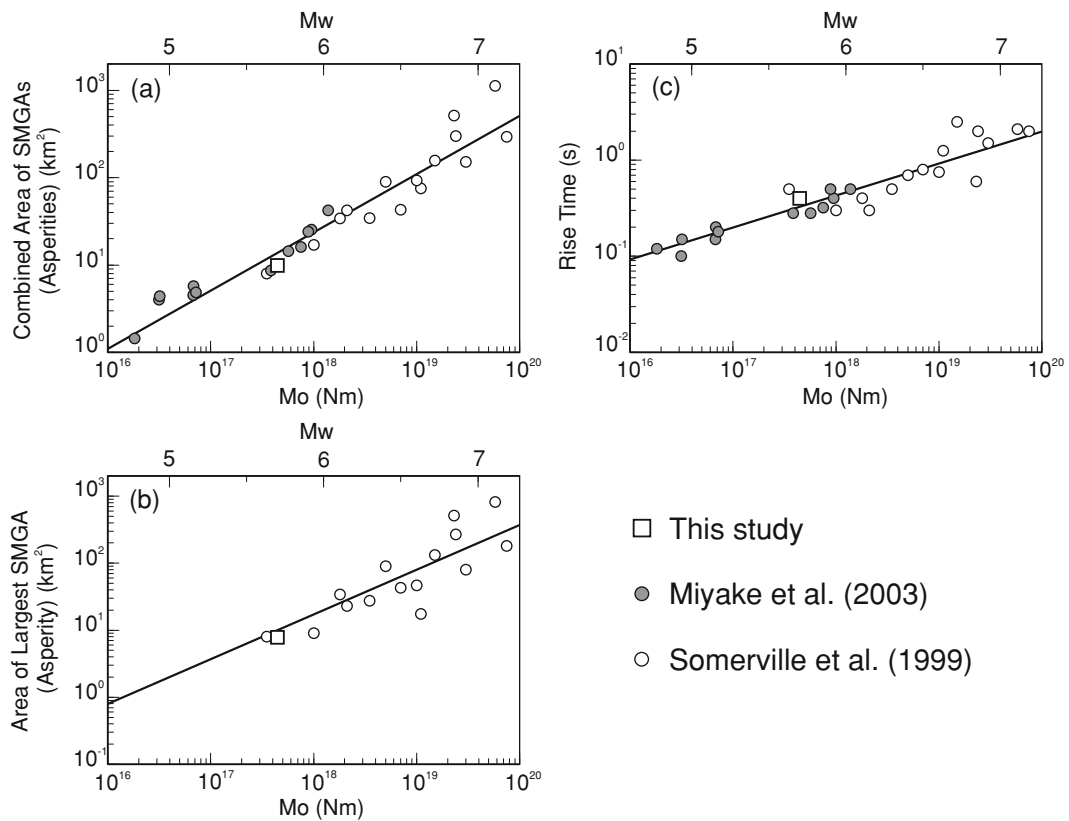 Mw
5 6 7
(a)
Combined Area of SMGAs
(Asperities) (km²)
10³
10²
10¹
10⁰
10¹⁶ 10¹⁷ 10¹⁸ 10¹⁹ 10²⁰
Mo (Nm)
Mw
5 6 7
(c)
Rise Time (s)
10¹
10⁰
10⁻¹
10⁻²
10¹⁶ 10¹⁷ 10¹⁸ 10¹⁹ 10²⁰
Mo (Nm)
Mw
5 6 7
(b)
Area of Largest SMGA
(Asperity) (km²)
10³
10²
10¹
10⁰
10⁻¹
10¹⁶ 10¹⁷ 10¹⁸ 10¹⁹ 10²⁰
Mo (Nm)
This study
Miyake et al. (2003)
Somerville et al. (1999)